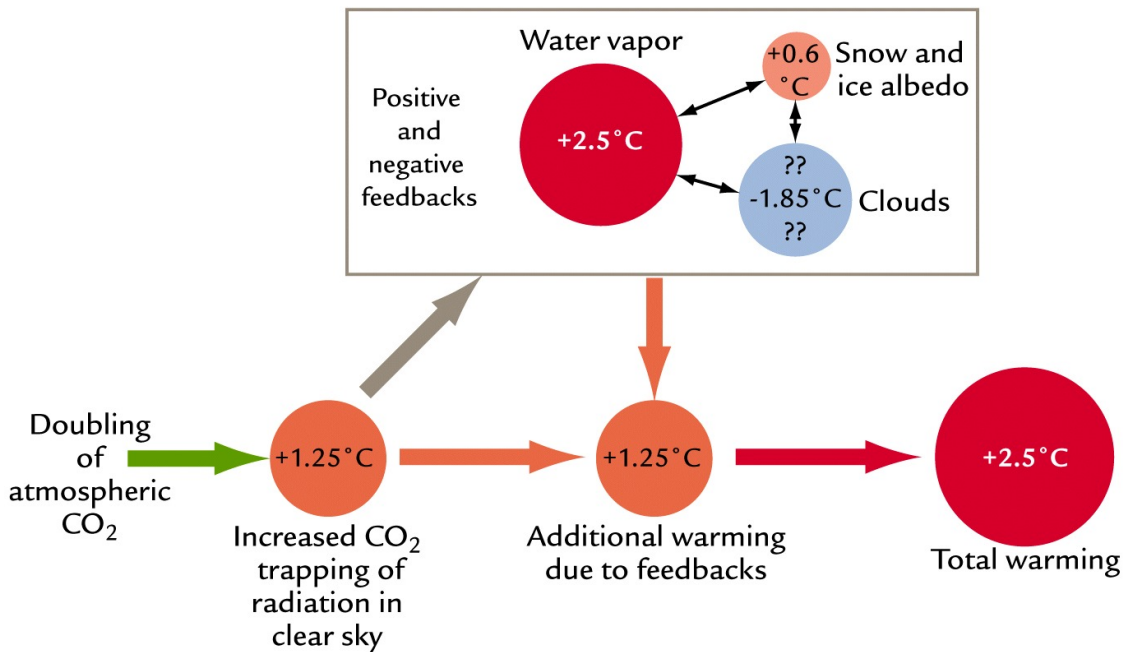 Water vapor
+0.6
°C
Snow and
ice albedo
Positive
and
negative
feedbacks
+2.5°C
??
-1.85°C
??
Clouds
Doubling
of
atmospheric
CO₂
+1.25°C
+1.25°C
+2.5°C
Increased CO₂
trapping of
radiation in
clear sky
Additional warming
due to feedbacks
Total warming